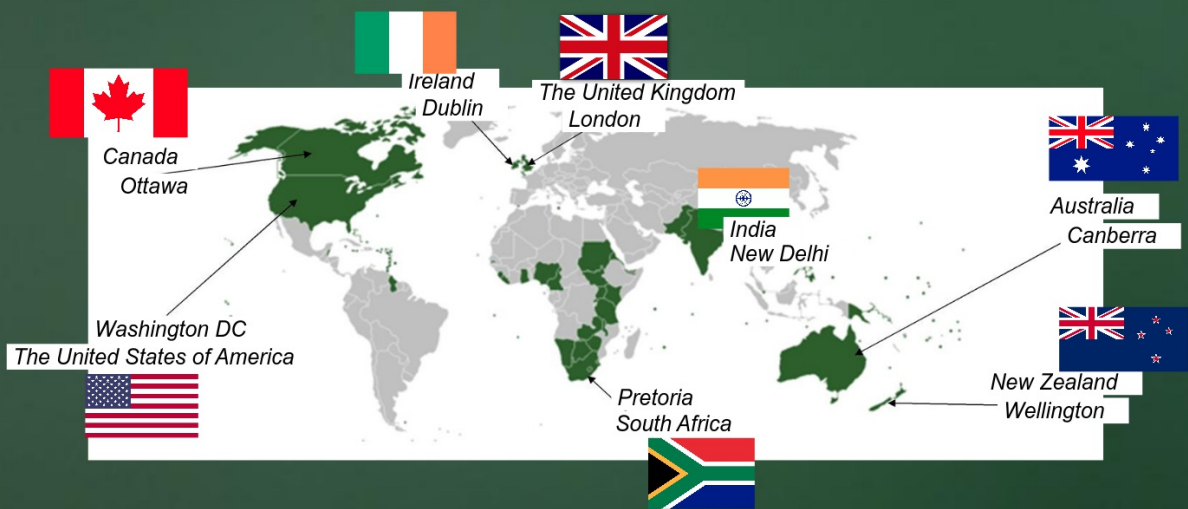 Ireland
Dublin
The United Kingdom
London
Canada
Ottawa
India
New Delhi
Australia
Canberra
Washington DC
The United States of America
Pretoria
South Africa
New Zealand
Wellington